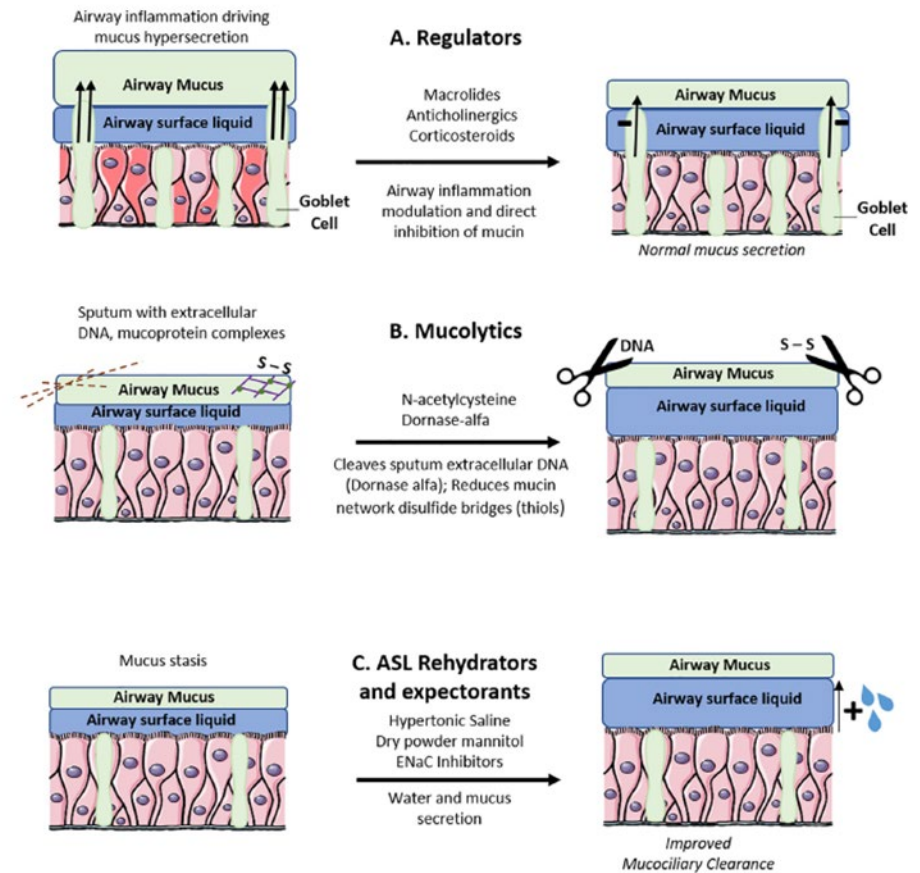 Airway inflammation driving
mucus hypersecretion
Airway Mucus
Airway surface liquid
Goblet
Cell
A. Regulators
Macrolides
Anticholinergics
Corticosteroids
Airway inflammation
modulation and direct
inhibition of mucin
Airway Mucus
Airway surface liquid
Goblet
Cell
Normal mucus secretion
Sputum with extracellular
DNA, mucoprotein complexes
S – S
Airway Mucus
Airway surface liquid
B. Mucolytics
N-acetylcysteine
Dornase-alfa
Cleaves sputum extracellular DNA
(Dornase alfa); Reduces mucin
network disulfide bridges (thiols)
DNA
S – S
Airway Mucus
Airway surface liquid
Mucus stasis
Airway Mucus
Airway surface liquid
C. ASL Rehydrators
and expectorants
Hypertonic Saline
Dry powder mannitol
ENaC Inhibitors
Water and mucus
secretion
Airway Mucus
Airway surface liquid
+
Improved
Mucociliary Clearance